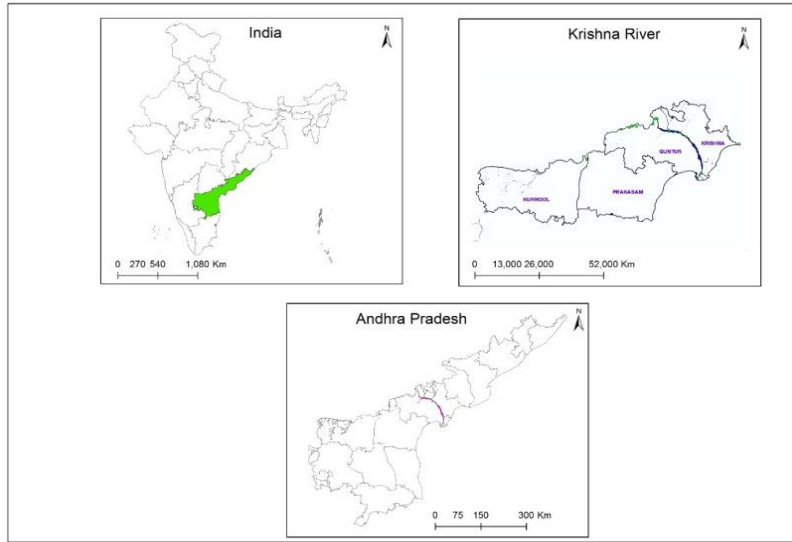 India
N
0 270 540 1,080 Km
Krishna River
N
KRISHNA
GUNTUR
PRAKASAM
KURNOOL
0 13,000 26,000 52,000 Km
Andhra Pradesh
N
0 75 150 300 Km